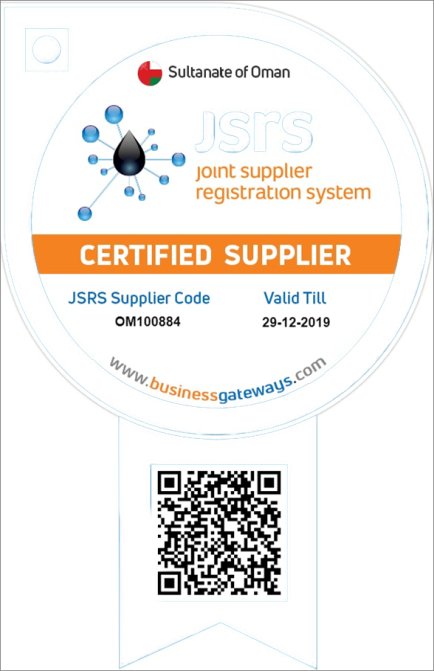 Sultanate of Oman
JSrS
joint supplier
registration system
CERTIFIED SUPPLIER
JSRS Supplier Code
OM100884
Valid Till
29-12-2019
www.businessgateways.com